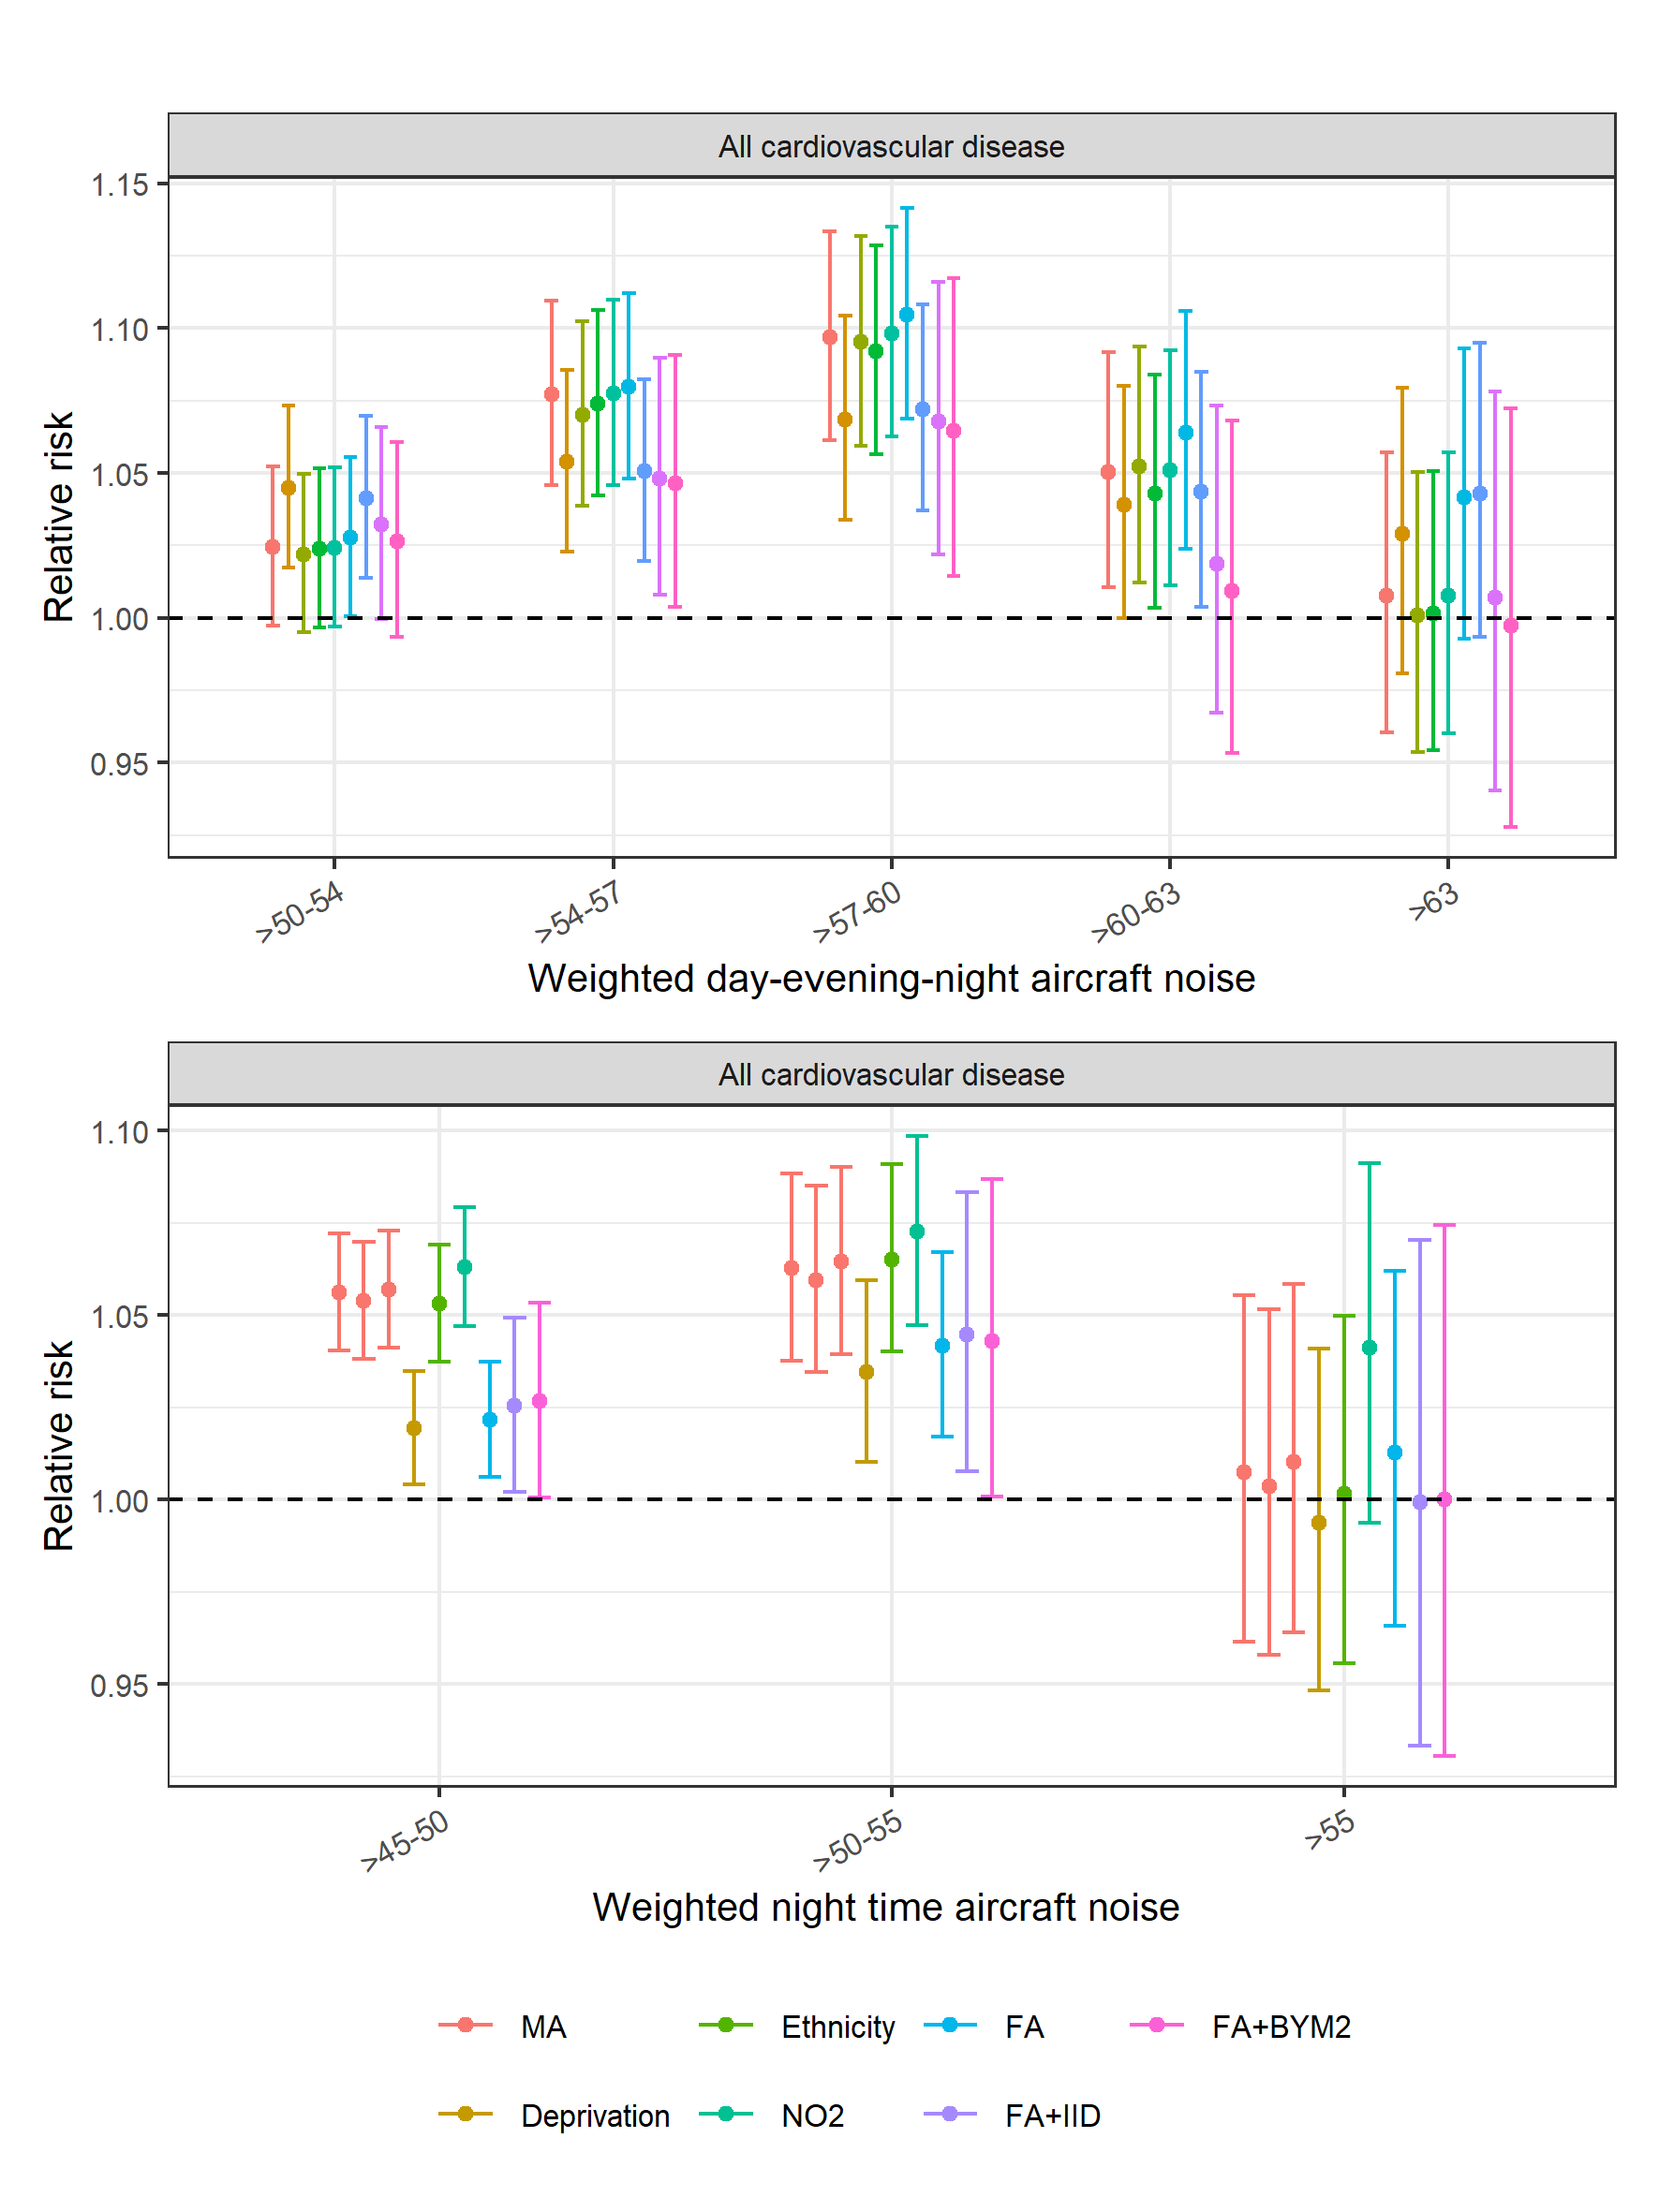 All cardiovascular disease
1.15
1.10
1.05
1.00
0.95
Relative risk
>50-54
>54-57
>57-60
>60-63
>63
Weighted day-evening-night aircraft noise
All cardiovascular disease
1.10
1.05
1.00
0.95
Relative risk
>45-50
>50-55
>55
Weighted night time aircraft noise
MA
Ethnicity
FA
FA+BYM2
Deprivation
NO2
FA+IID